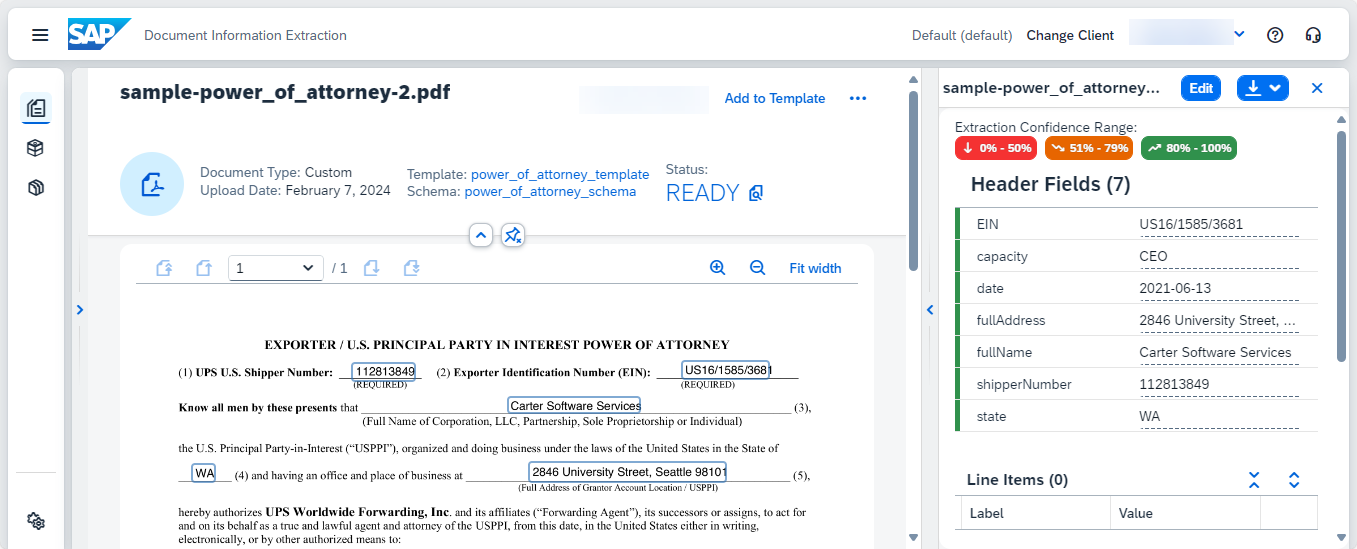 SAP Document Information Extraction Default (default) Change Client
sample-power_of_attorney-2.pdf
Add to Template
Document Type: Custom
Upload Date: February 7, 2024
Template: power_of_attorney_template
Schema: power_of_attorney_schema
Status:
READY
1 / 1 Fit width
EXPORTER / U.S. PRINCIPAL PARTY IN INTEREST POWER OF ATTORNEY
(1) UPS U.S. Shipper Number: 112813849 (2) Exporter Identification Number (EIN): US16/1585/3681
(REQUIRED) (REQUIRED)
Know all men by these presents that Carter Software Services (3),
(Full Name of Corporation, LLC, Partnership, Sole Proprietorship or Individual)
the U.S. Principal Party-in-Interest (“USPPI”), organized and doing business under the laws of the United States in the State of
WA (4) and having an office and place of business at 2846 University Street, Seattle 98101 (5),
(Full Address of Grantor Account Location / USPPI)
hereby authorizes UPS Worldwide Forwarding, Inc. and its affiliates (“Forwarding Agent”), its successors or assigns, to act for
and on its behalf as a true and lawful agent and attorney of the USPPI, from this date, in the United States either in writing,
electronically, or by other authorized means to:
sample-power_of_attorney... Edit
Extraction Confidence Range:
0% - 50% 51% - 79% 80% - 100%
Header Fields (7)
EIN US16/1585/3681
capacity CEO
date 2021-06-13
fullAddress 2846 University Street, ...
fullName Carter Software Services
shipperNumber 112813849
state WA
Line Items (0)
Label Value